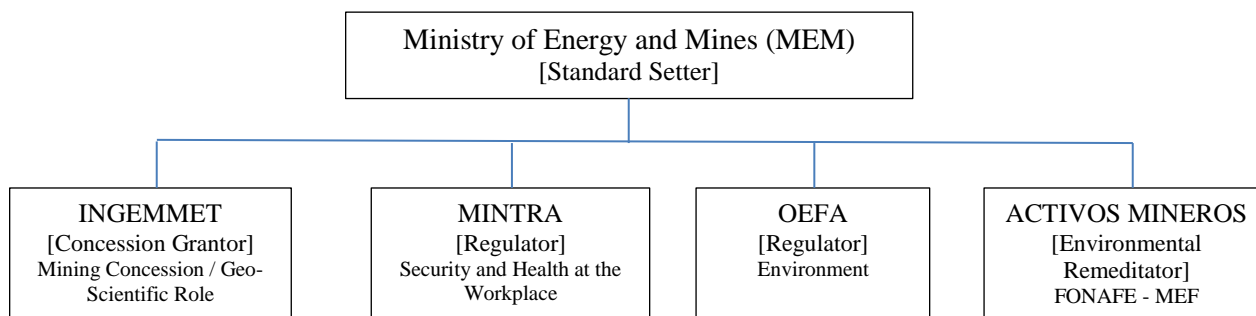 Ministry of Energy and Mines (MEM)
[Standard Setter]
INGEMMET
[Concession Grantor]
Mining Concession / Geo-
Scientific Role
MINTRA
[Regulator]
Security and Health at the
Workplace
OEFA
[Regulator]
Environment
ACTIVOS MINEROS
[Environmental
Remeditator]
FONAFE - MEF